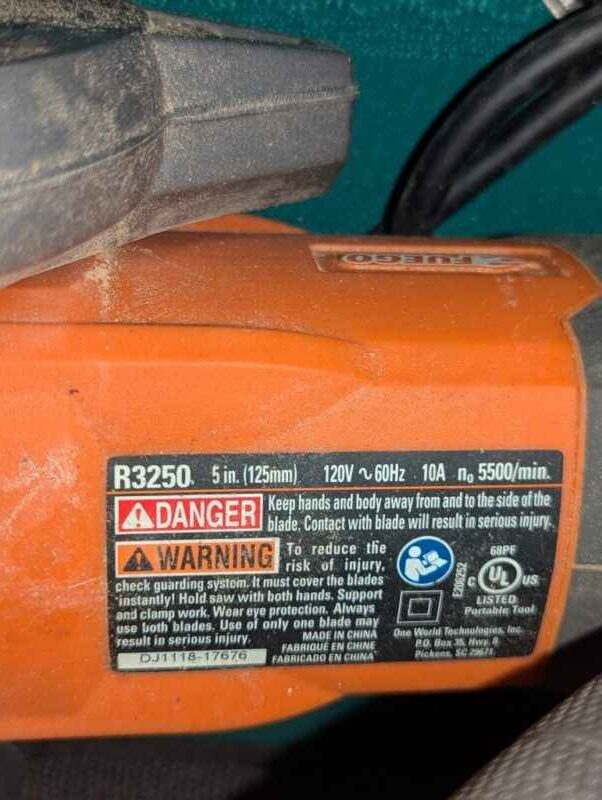 FUEGO
R3250 5 in. (125mm) 120V ∿ 60Hz 10A n₀ 5500/min.
DANGER Keep hands and body away from and to the side of the
blade. Contact with blade will result in serious injury.
WARNING To reduce the
risk of injury,
check guarding system. It must cover the blades
instantly! Hold saw with both hands. Support
and clamp work. Wear eye protection. Always
use both blades. Use of only one blade may
result in serious injury.
DJ1118-17676
MADE IN CHINA
FABRIQUÉ EN CHINE
FABRICADO EN CHINA
E206252
68PE
C UL US
LISTED
Portable Tool
One World Technologies, Inc.
P.O. Box 35, Hwy. 8
Pickens, SC 29671